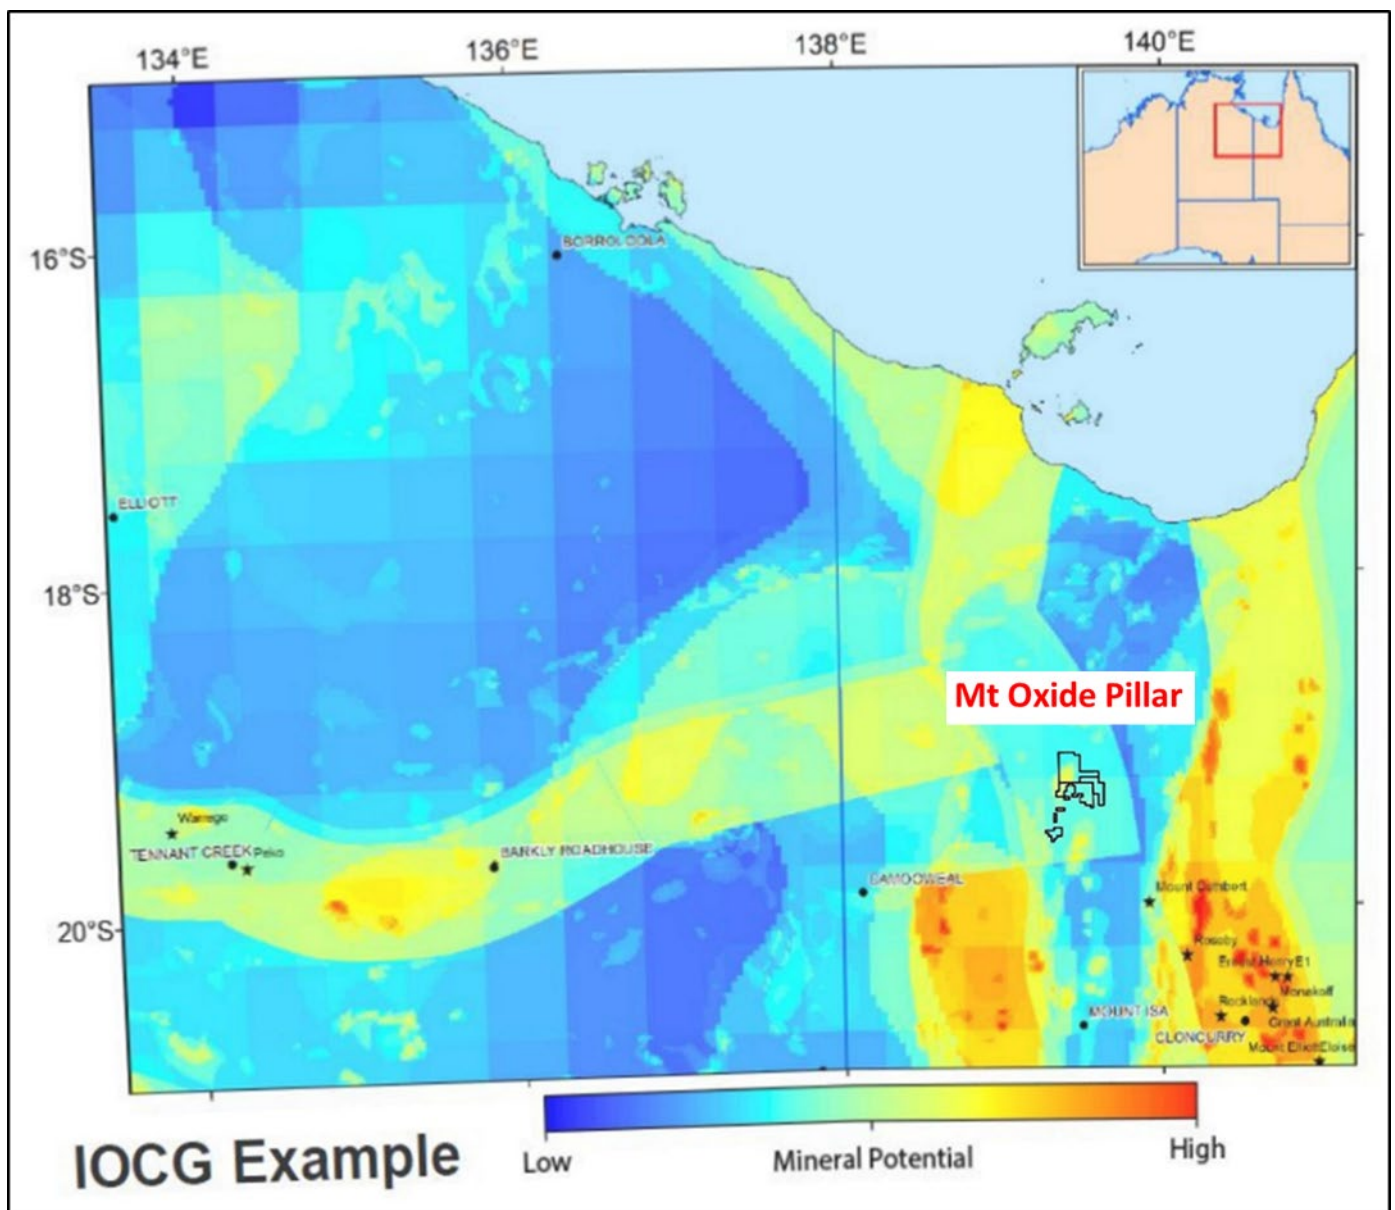 134°E
136°E
138°E
140°E
16°S
BORROLOOLA
ELLIOTT
18°S
Mt Oxide Pillar
Warrego
TENNANT CREEK
Peko
BARKLY ROADHOUSE
CAMOOWEAL
Mount Cumbert
20°S
Roseby
Ernest Henry E1
Monakoff
Rocklands
MOUNT ISA
Great Australia
CLONCURRY
Mount Elliott Eloise
IOCG Example
Low
Mineral Potential
High